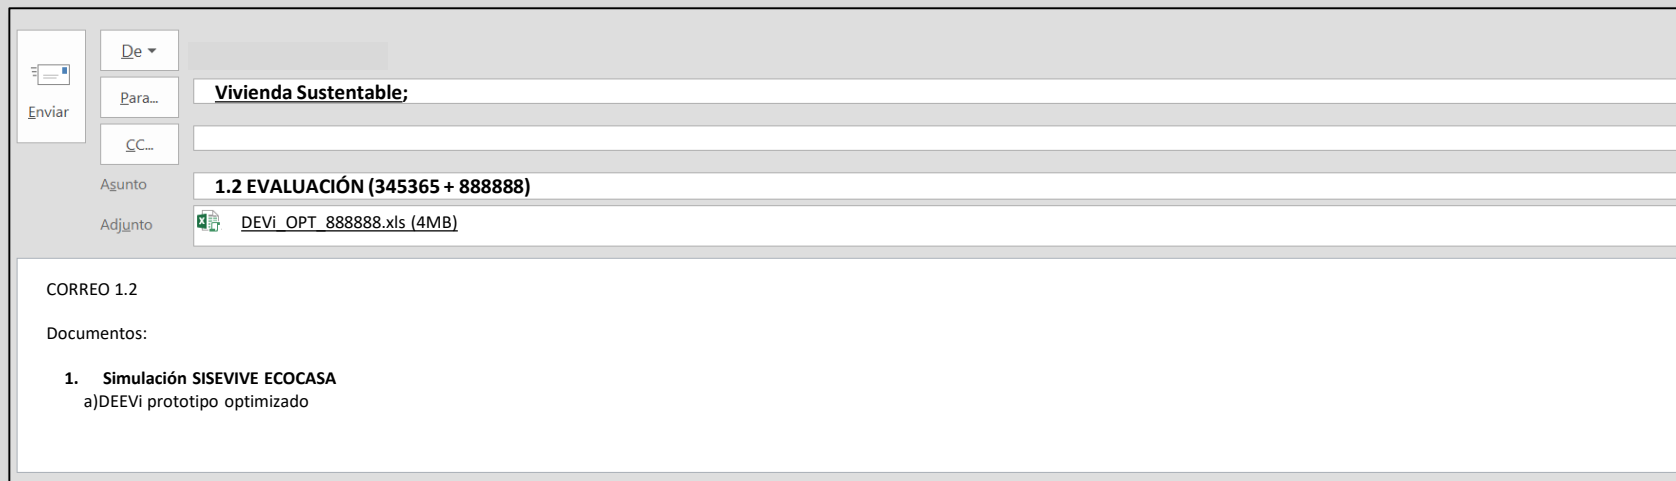 De
Enviar
Para...
Vivienda Sustentable;
CC...
Asunto
1.2 EVALUACIÓN (345365 + 888888)
Adjunto
DEVi_OPT_888888.xls (4MB)
CORREO 1.2
Documentos:
1. Simulación SISEVIVE ECOCASA
a)DEEVi prototipo optimizado